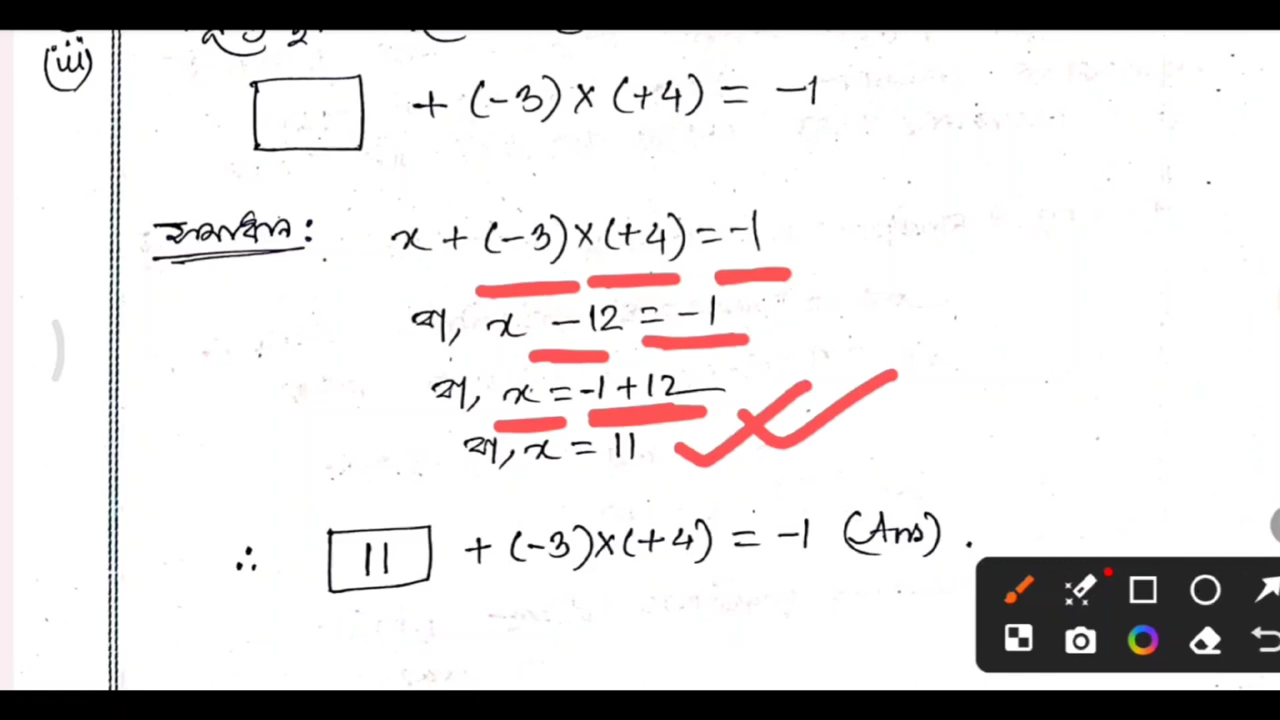 (iii)
□ + (-3) × (+4) = -1
সমাধান: x + (-3) × (+4) = -1
বা, x - 12 = -1
বা, x = -1 + 12
বা, x = 11
∴ 11 + (-3) × (+4) = -1 (Ans).